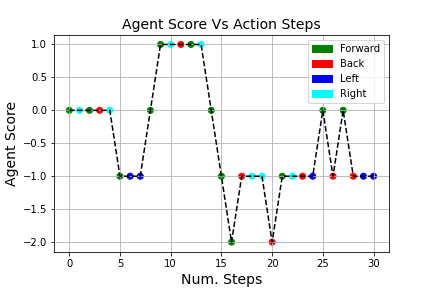 Agent Score Vs Action Steps
Agent Score
1.0
0.5
0.0
−0.5
−1.0
−1.5
−2.0
Forward
Back
Left
Right
0 5 10 15 20 25 30
Num. Steps